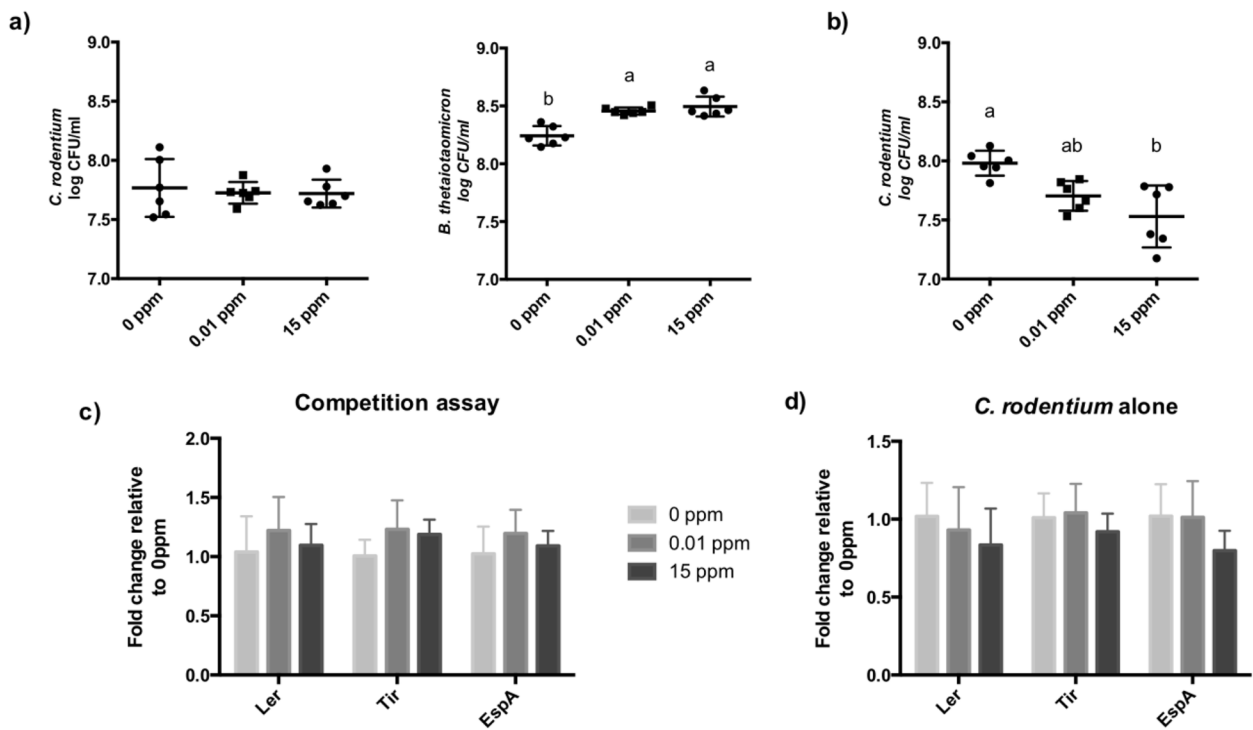 a)
C. rodentium
log CFU/ml
9.0
8.5
8.0
7.5
7.0
0 ppm
0.01 ppm
15 ppm
B. thetaiotaomicron
log CFU/ml
9.0
8.5
8.0
7.5
7.0
b
a
a
0 ppm
0.01 ppm
15 ppm
b)
C. rodentium
log CFU/ml
9.0
8.5
8.0
7.5
7.0
a
ab
b
0 ppm
0.01 ppm
15 ppm
c)
Competition assay
Fold change relative
to 0ppm
2.0
1.5
1.0
0.5
0.0
Ler
Tir
EspA
0 ppm
0.01 ppm
15 ppm
d)
C. rodentium alone
Fold change relative
to 0ppm
1.5
1.0
0.5
0.0
Ler
Tir
EspA